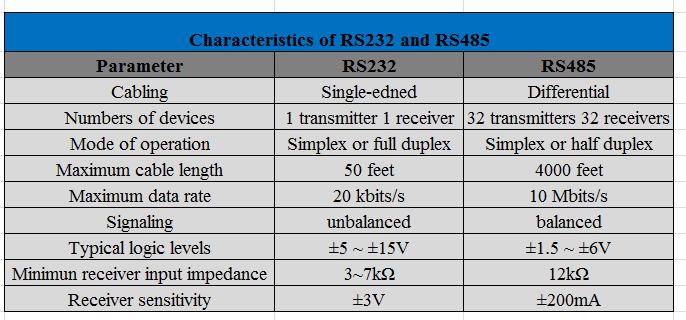 Characteristics of RS232 and RS485
Parameter RS232 RS485
Cabling Single-edned Differential
Numbers of devices 1 transmitter 1 receiver 32 transmitters 32 receivers
Mode of operation Simplex or full duplex Simplex or half duplex
Maximum cable length 50 feet 4000 feet
Maximum data rate 20 kbits/s 10 Mbits/s
Signaling unbalanced balanced
Typical logic levels ±5 ~ ±15V ±1.5 ~ ±6V
Minimun receiver input impedance 3~7kΩ 12kΩ
Receiver sensitivity ±3V ±200mA